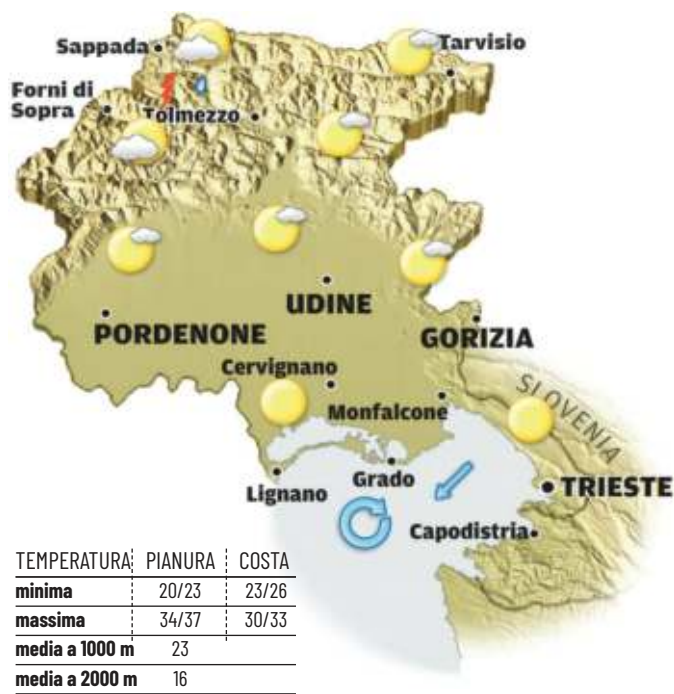 Sappada
Tarvisio
Forni di
Sopra
Tolmezzo
UDINE
PORDENONE
GORIZIA
Cervignano
Monfalcone
SLOVENIA
Lignano
Grado
TRIESTE
Capodistria
TEMPERATURA PIANURA COSTA
minima 20/23 23/26
massima 34/37 30/33
media a 1000 m 23
media a 2000 m 16